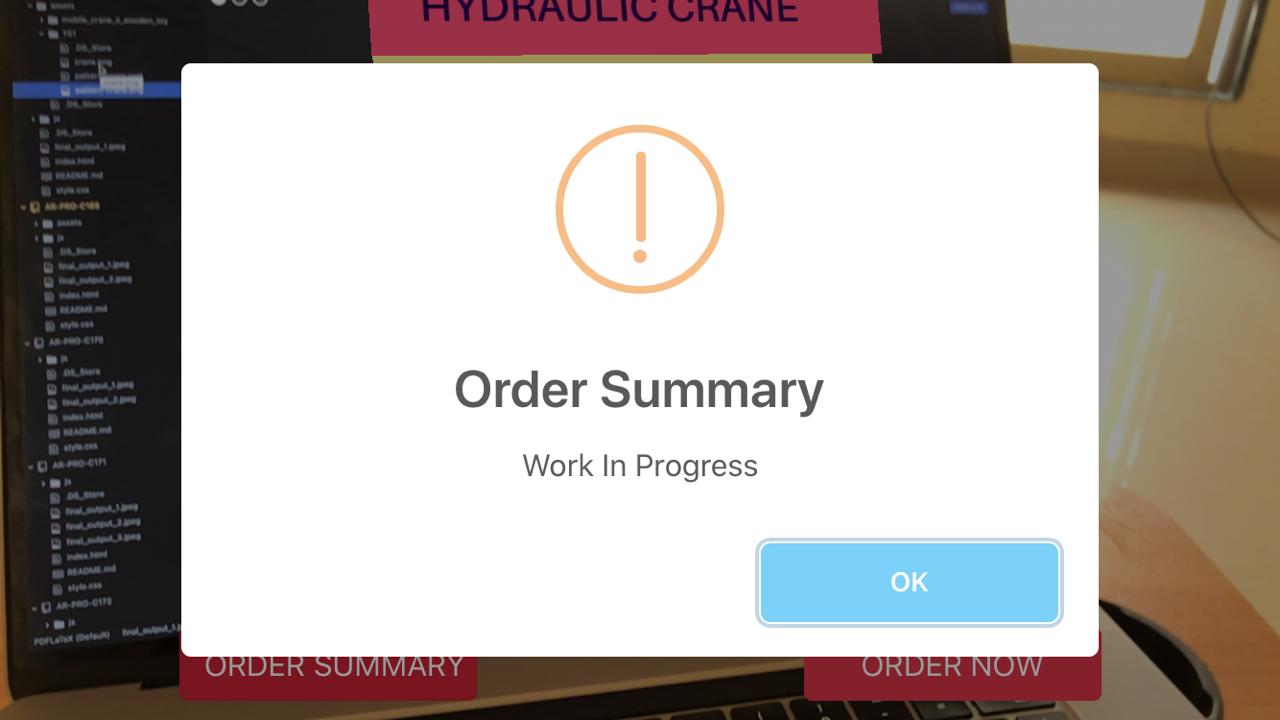 HYDRAULIC CRANE
assets
mobile_crane_&_wooden_toy
TS1
.DS_Store
crane.png
.DS_Store
js
.DS_Store
final_output_1.jpeg
index.html
README.md
style.css
AR-PRO-C169
assets
js
.DS_Store
final_output_1.jpeg
final_output_2.jpeg
index.html
README.md
style.css
AR-PRO-C170
js
.DS_Store
final_output_1.jpeg
final_output_2.jpeg
index.html
README.md
style.css
AR-PRO-C171
js
.DS_Store
final_output_1.jpeg
final_output_2.jpeg
final_output_3.jpeg
index.html
README.md
style.css
AR-PRO-C172
js
PDFLaTeX (Default) final_output_1.j
Order Summary
Work In Progress
OK
ORDER SUMMARY
ORDER NOW